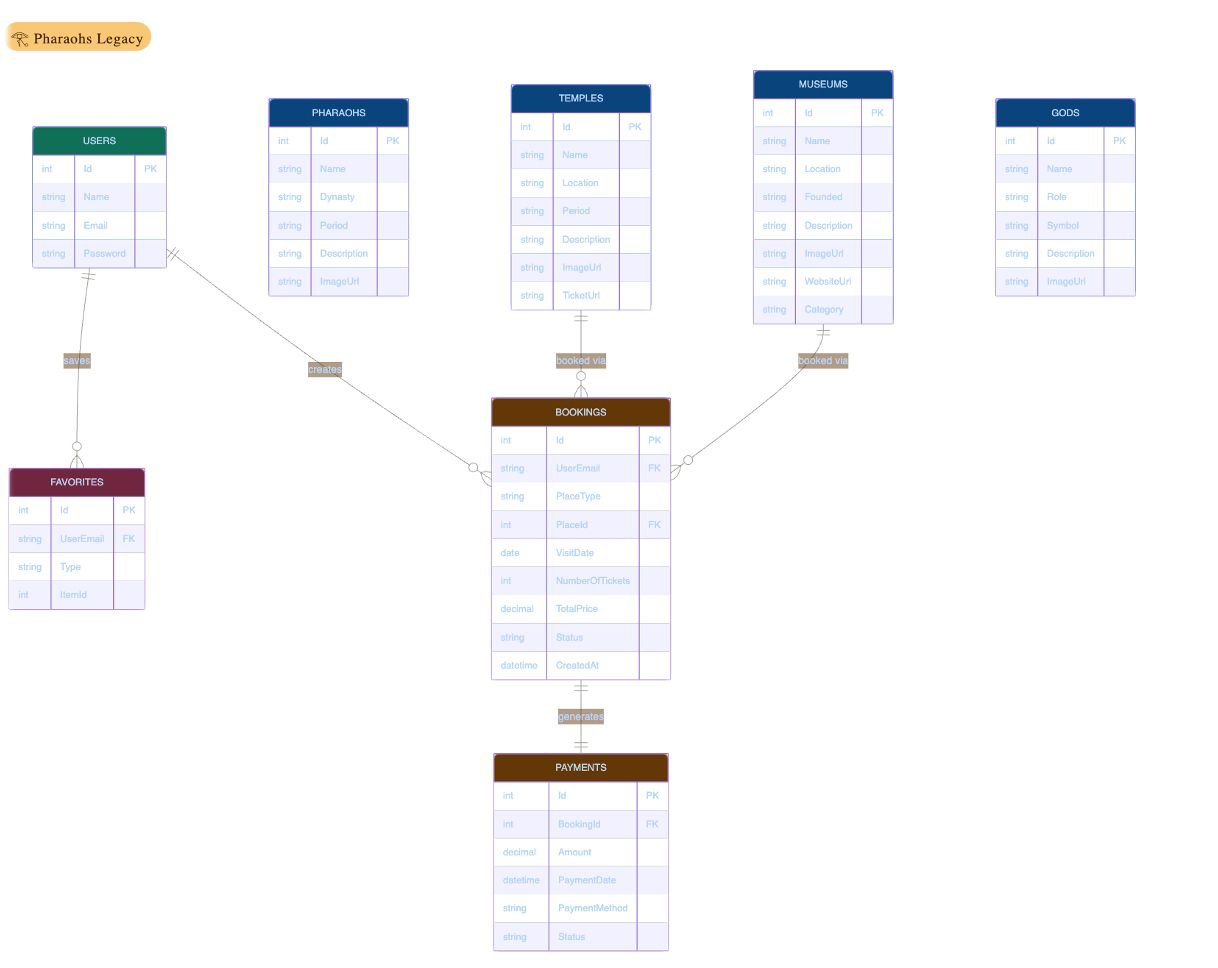 Pharaohs Legacy
USERS
int Id PK
string Name
string Email
string Password
PHARAOHS
int Id PK
string Name
string Dynasty
string Period
string Description
string ImageUrl
TEMPLES
int Id PK
string Name
string Location
string Period
string Description
string ImageUrl
string TicketUrl
MUSEUMS
int Id PK
string Name
string Location
string Founded
string Description
string ImageUrl
string WebsiteUrl
string Category
GODS
int Id PK
string Name
string Role
string Symbol
string Description
string ImageUrl
saves
creates
booked via
booked via
FAVORITES
int Id PK
string UserEmail FK
string Type
int ItemId
BOOKINGS
int Id PK
string UserEmail FK
string PlaceType
int PlaceId FK
date VisitDate
int NumberOfTickets
decimal TotalPrice
string Status
datetime CreatedAt
generates
PAYMENTS
int Id PK
int BookingId FK
decimal Amount
datetime PaymentDate
string PaymentMethod
string Status